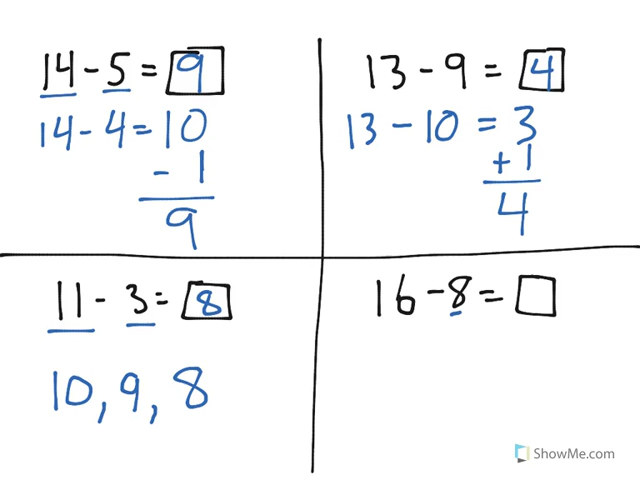 14 - 5 = 9
14 - 4 = 10
- 1
9
13 - 9 = 4
13 - 10 = 3
+ 1
4
11 - 3 = 8
10, 9, 8
16 - 8 =
ShowMe.com